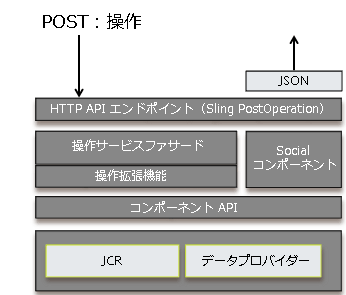 POST：操作
JSON
HTTP API エンドポイント（Sling PostOperation）
操作サービスファサード
操作拡張機能
Social
コンポーネント
コンポーネント API
JCR
データプロバイダー